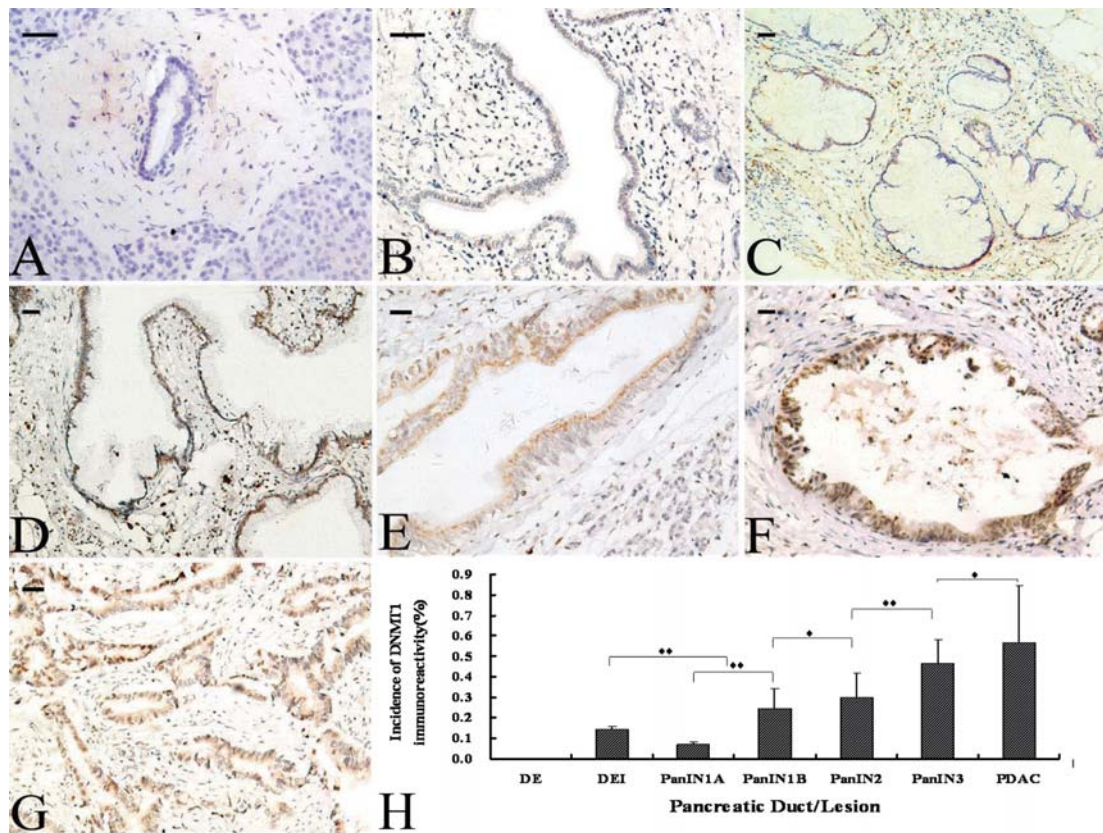 A
B
C
D
E
F
G
H
Incidence of DNMT1
immunoreactivity(%)
0.9
0.8
0.7
0.6
0.5
0.4
0.3
0.2
0.1
0.0
**
**
*
**
*
DE DEI PanIN1A PanIN1B PanIN2 PanIN3 PDAC
Pancreatic Duct/Lesion